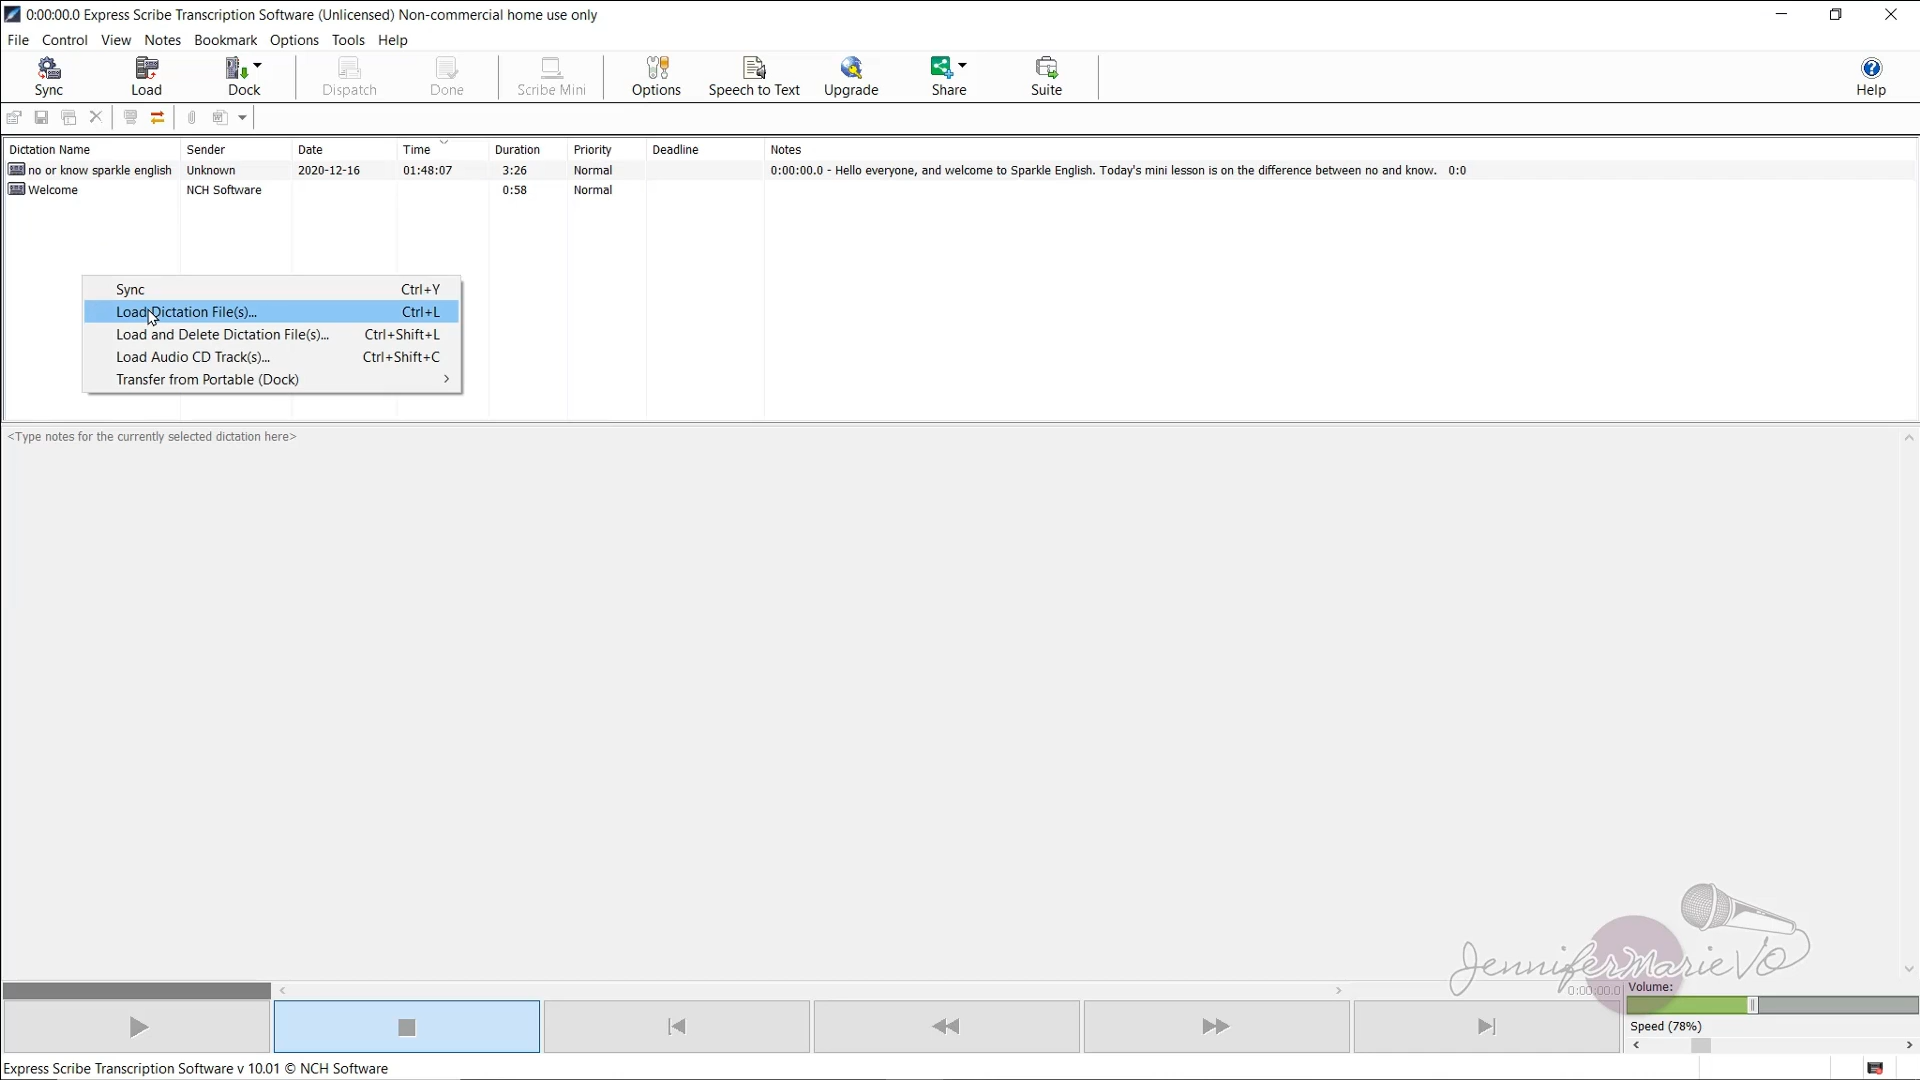 0:00:00.0 Express Scribe Transcription Software (Unlicensed) Non-commercial home use only
File Control View Notes Bookmark Options Tools Help
Sync Load Dock Dispatch Done Scribe Mini Options Speech to Text Upgrade Share Suite Help
Dictation Name Sender Date Time Duration Priority Deadline Notes
no or know sparkle english Unknown 2020-12-16 01:48:07 3:26 Normal 0:00:00.0 - Hello everyone, and welcome to Sparkle English. Today's mini lesson is on the difference between no and know. 0:0
Welcome NCH Software 0:58 Normal
Sync Ctrl+Y
Load Dictation File(s)... Ctrl+L
Load and Delete Dictation File(s)... Ctrl+Shift+L
Load Audio CD Track(s)... Ctrl+Shift+C
Transfer from Portable (Dock)
<Type notes for the currently selected dictation here>
JenniferMarieVO
0:00:00.0 Volume:
Speed (78%)
Express Scribe Transcription Software v 10.01 © NCH Software